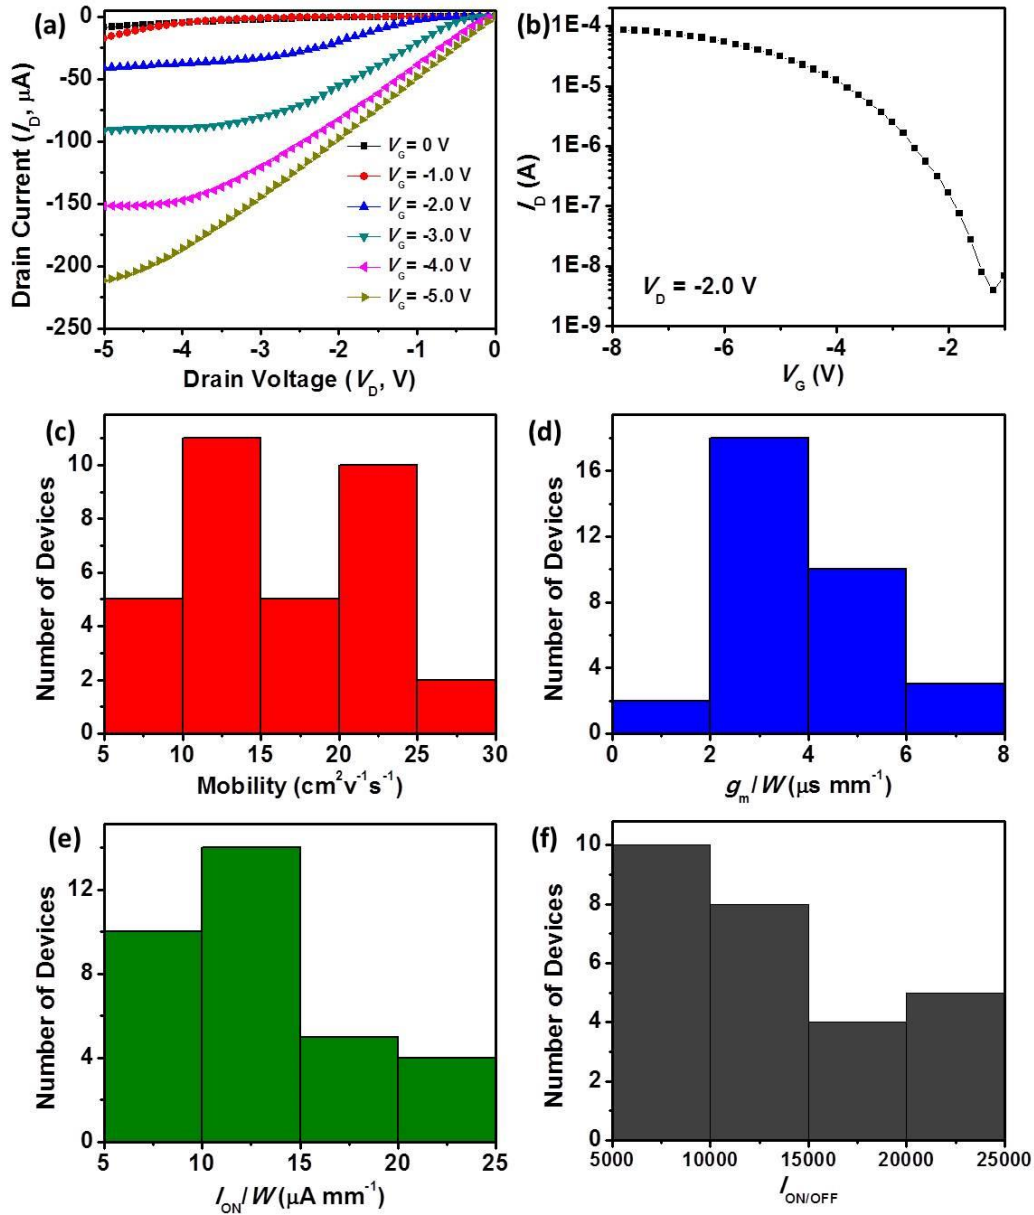 (a)
0
-50
-100
-150
-200
-250
Drain Current (I_D, μA)
V_G = 0 V
V_G = -1.0 V
V_G = -2.0 V
V_G = -3.0 V
V_G = -4.0 V
V_G = -5.0 V
-5 -4 -3 -2 -1 0
Drain Voltage (V_D, V)
(b)
1E-4
1E-5
1E-6
1E-7
1E-8
1E-9
I_D (A)
V_D = -2.0 V
-8 -6 -4 -2
V_G (V)
(c)
10
8
6
4
2
0
Number of Devices
5 10 15 20 25 30
Mobility (cm²v⁻¹s⁻¹)
(d)
16
12
8
4
0
Number of Devices
0 2 4 6 8
g_m/W (μs mm⁻¹)
(e)
12
8
4
0
Number of Devices
5 10 15 20 25
I_ON/W (μA mm⁻¹)
(f)
10
8
6
4
2
0
Number of Devices
5000 10000 15000 20000 25000
I_ON/OFF